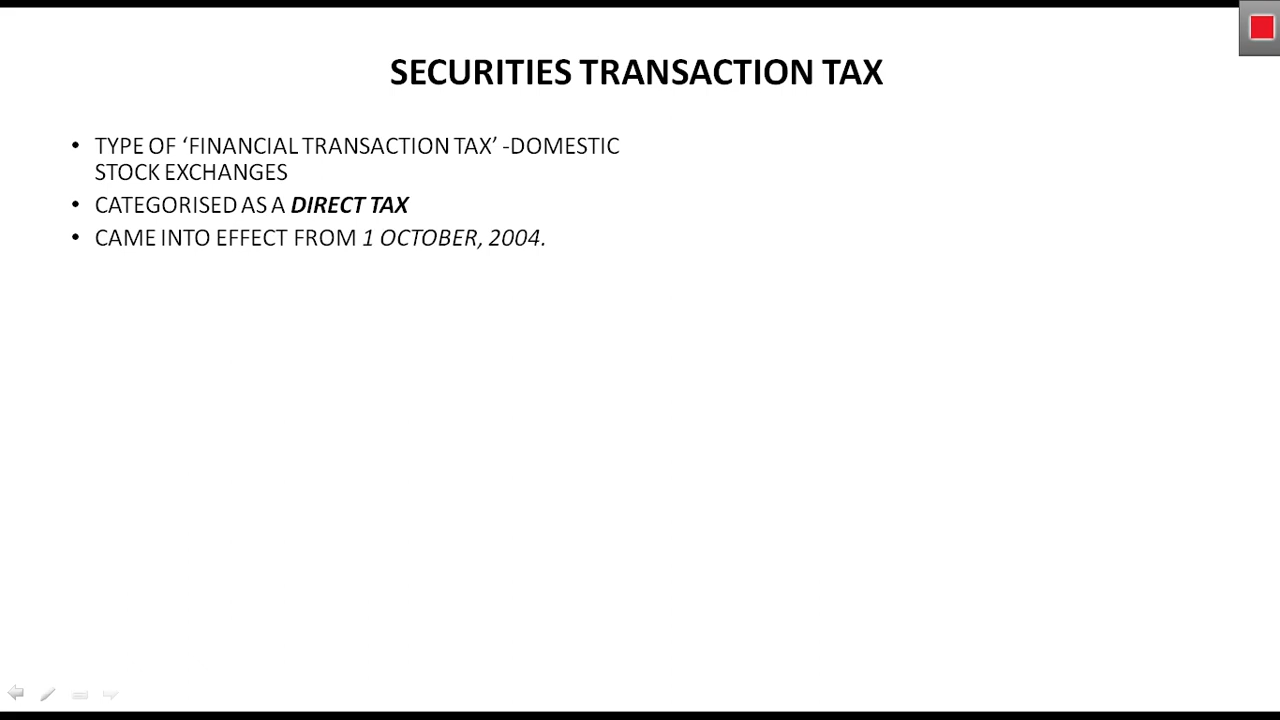 SECURITIES TRANSACTION TAX
• TYPE OF ‘FINANCIAL TRANSACTION TAX’ -DOMESTIC
STOCK EXCHANGES
• CATEGORISED AS A DIRECT TAX
• CAME INTO EFFECT FROM 1 OCTOBER, 2004.